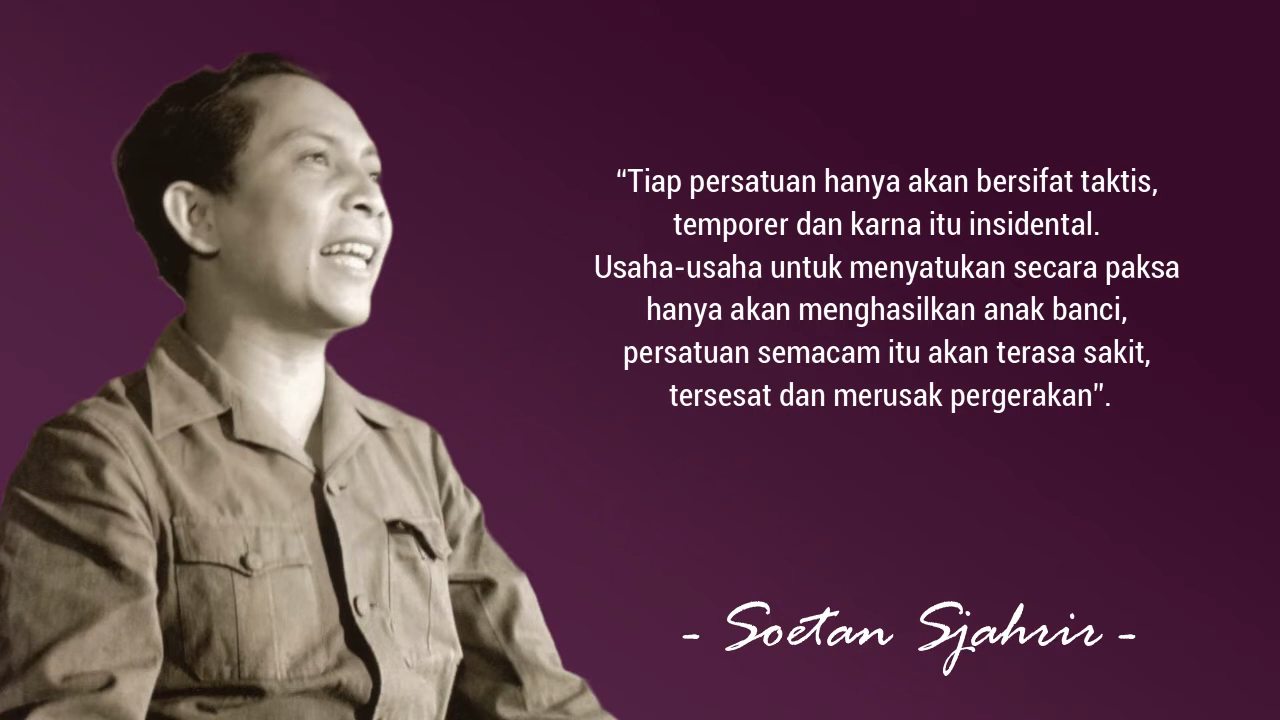 “Tiap persatuan hanya akan bersifat taktis,
temporer dan karna itu insidental.
Usaha-usaha untuk menyatukan secara paksa
hanya akan menghasilkan anak banci,
persatuan semacam itu akan terasa sakit,
tersesat dan merusak pergerakan”.
- Soetan Sjahrir -